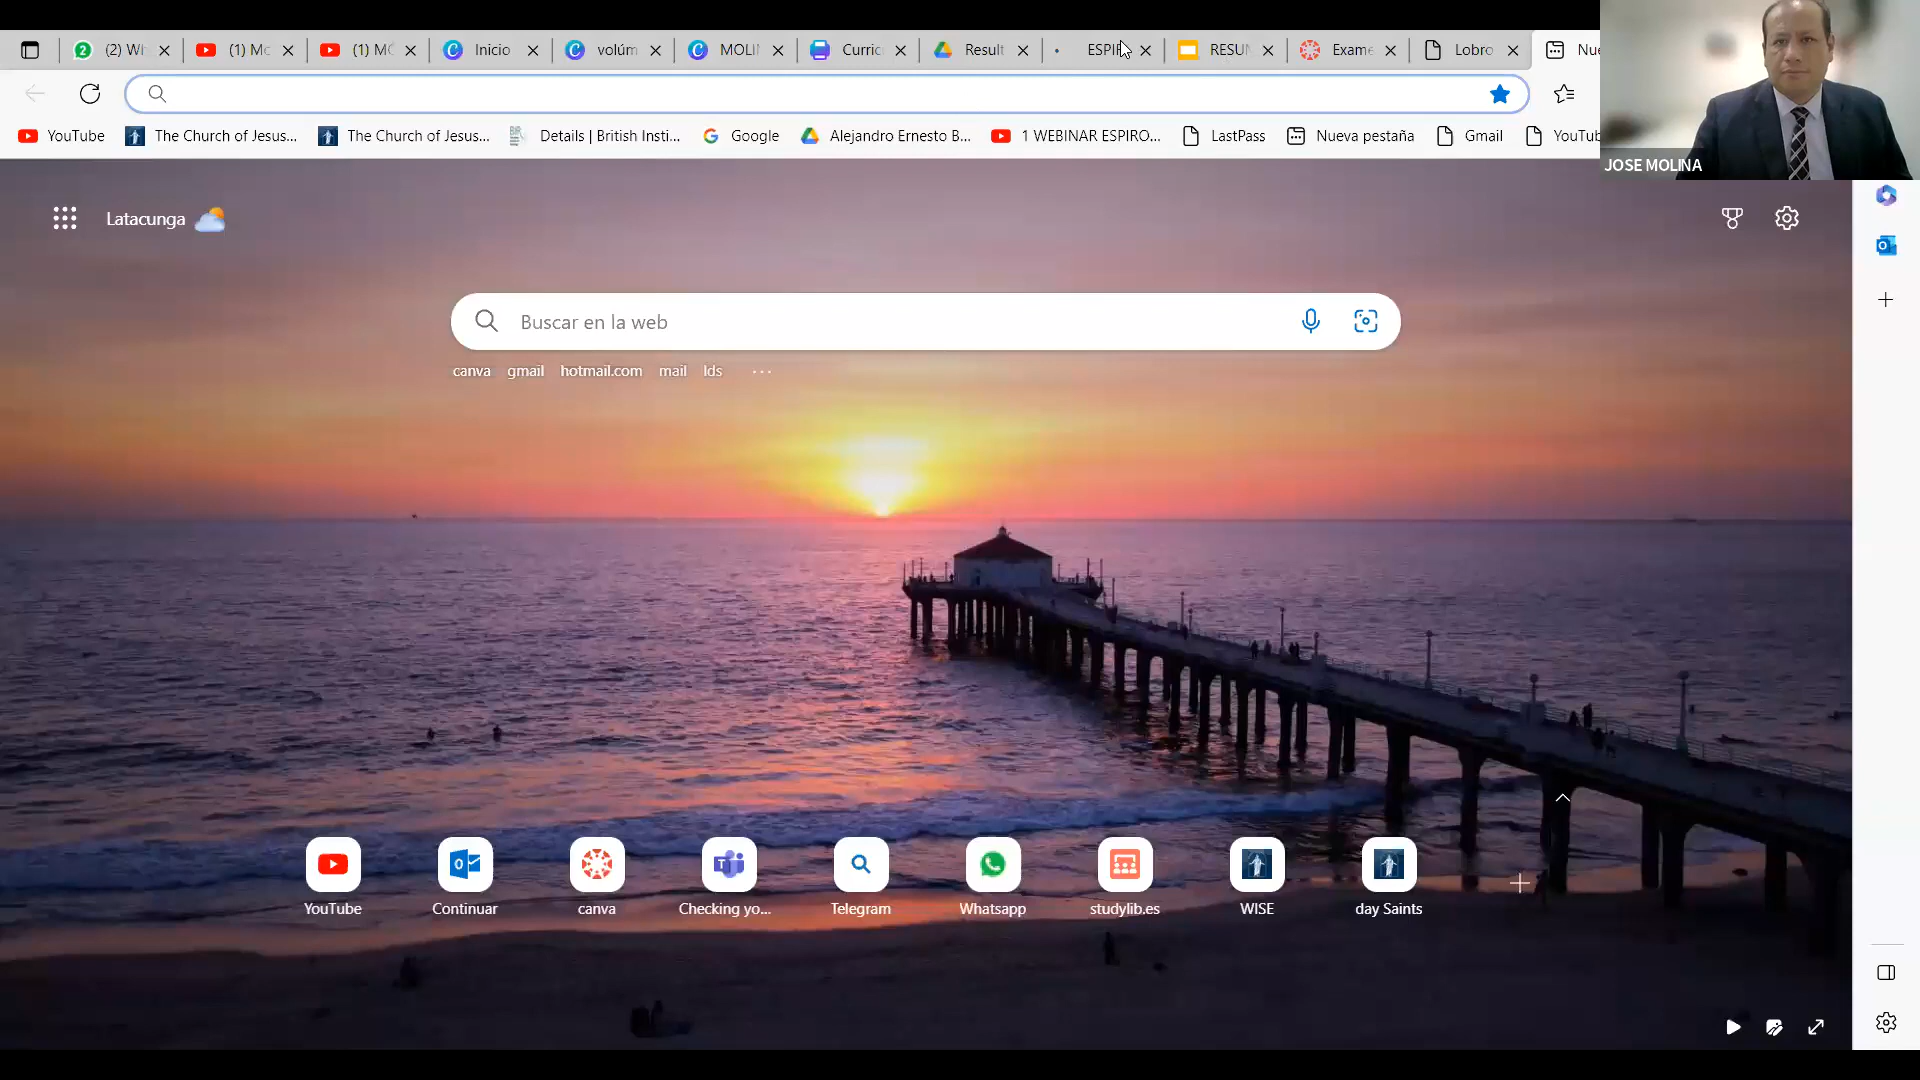 (2) Wh
(1) Mo
(1) MÓ
Inicio
volúm
MOLIN
Curric
Result
ESPIR
RESUM
Exame
Lobro
Nue
YouTube
The Church of Jesus...
The Church of Jesus...
Details | British Insti...
Google
Alejandro Ernesto B...
1 WEBINAR ESPIRO...
LastPass
Nueva pestaña
Gmail
YouTub
JOSE MOLINA
Latacunga
Buscar en la web
canva gmail hotmail.com mail lds ...
YouTube
Continuar
canva
Checking yo...
Telegram
Whatsapp
studylib.es
WISE
day Saints